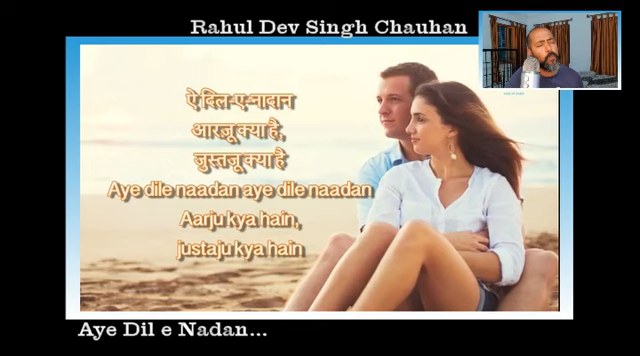 Rahul Dev Singh Chauhan
ऐ दिल-ए-नादान
आरज़ू क्या है,
जुस्तजू क्या है
Aye dile naadan aye dile naadan
Aarju kya hain,
justaju kya hain
Aye Dil e Nadan...